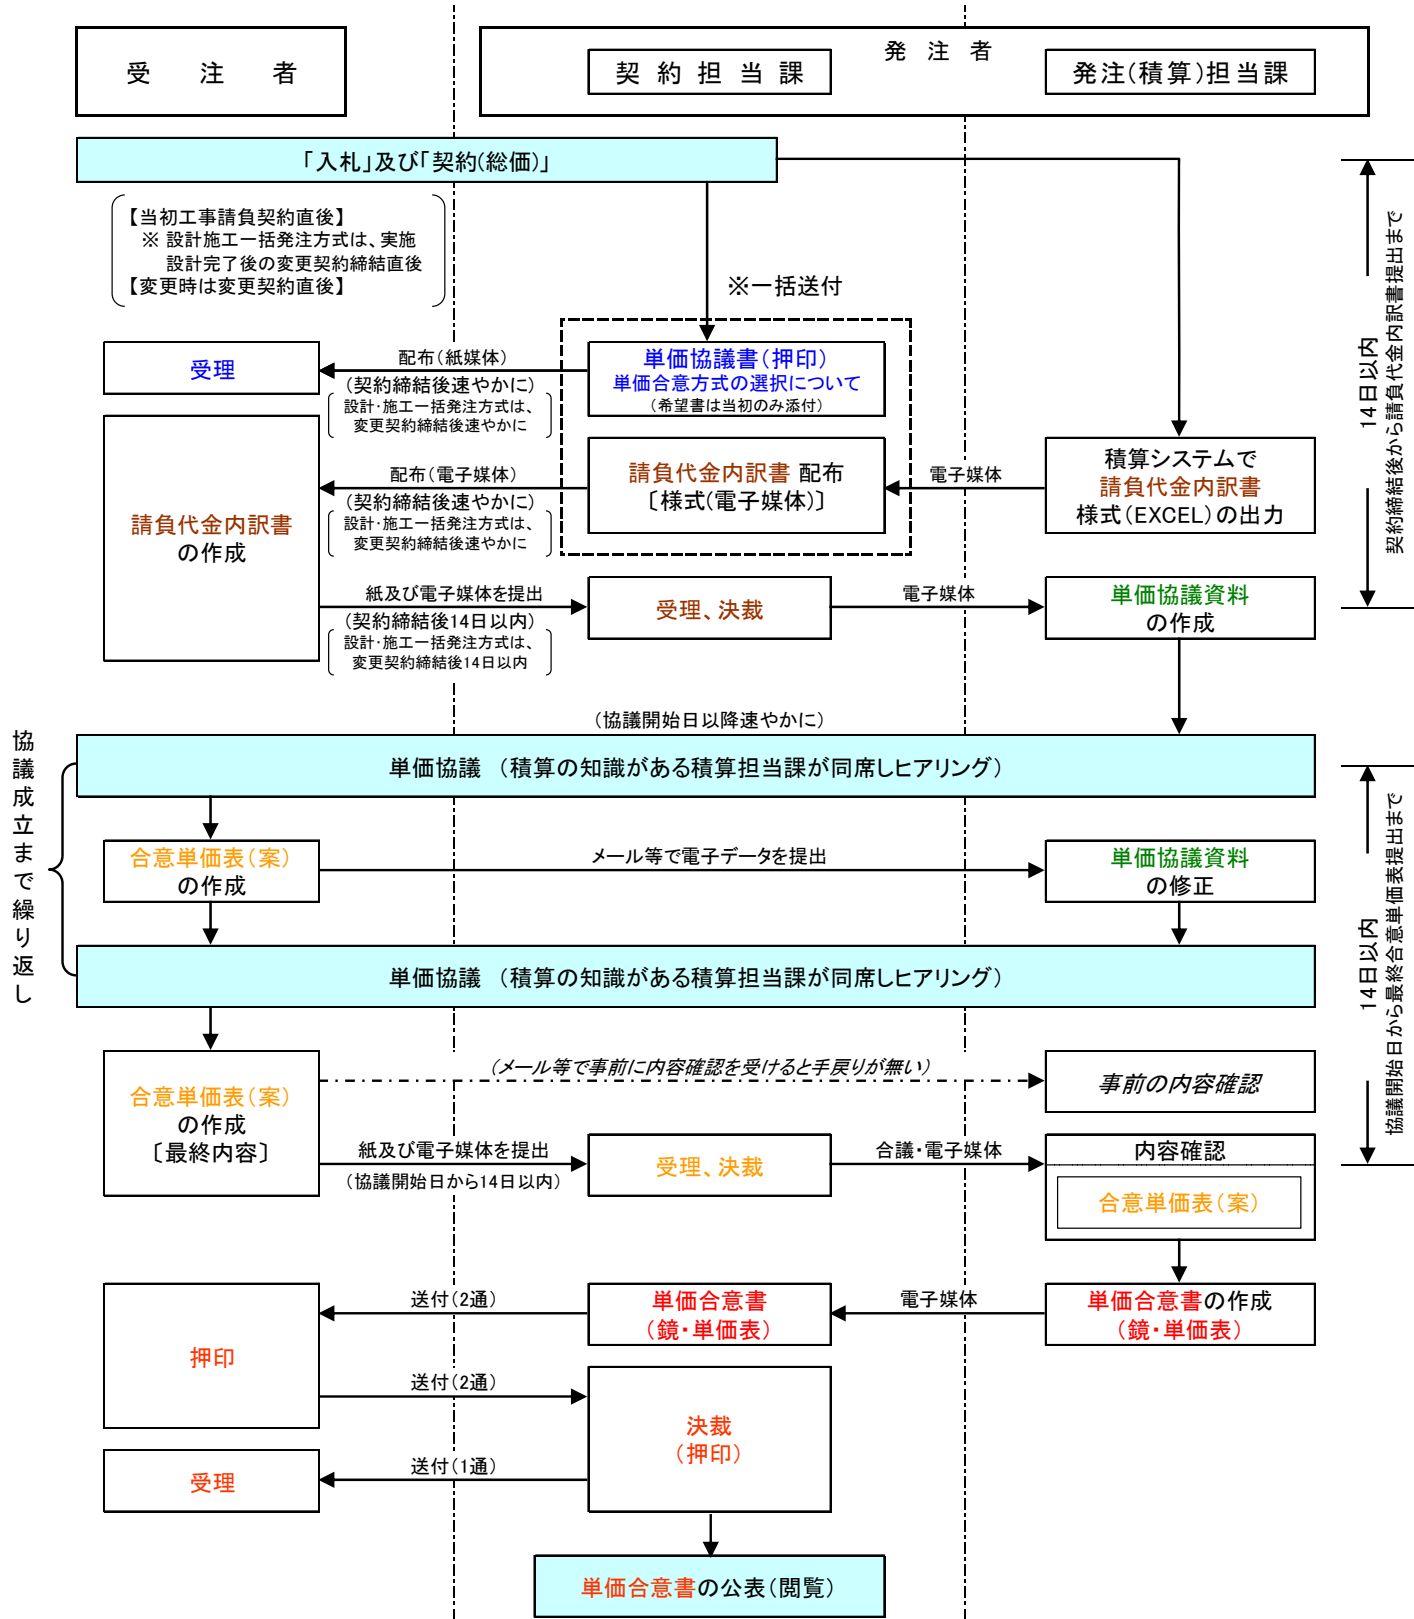 受 注 者
発 注 者
契 約 担 当 課
発注(積算)担当課
「入札」及び「契約(総価)」
【当初工事請負契約直後】
※ 設計施工一括発注方式は、実施
設計完了後の変更契約締結直後
【変更時は変更契約直後】
※一括送付
14日以内
契約締結後から請負代金内訳書提出まで
受理
配布(紙媒体)
(契約締結後速やかに)
設計・施工一括発注方式は、
変更契約締結後速やかに
単価協議書(押印)
単価合意方式の選択について
(希望書は当初のみ添付)
請負代金内訳書
の作成
配布(電子媒体)
(契約締結後速やかに)
設計・施工一括発注方式は、
変更契約締結後速やかに
請負代金内訳書 配布
〔様式(電子媒体)〕
電子媒体
積算システムで
請負代金内訳書
様式(EXCEL)の出力
紙及び電子媒体を提出
(契約締結後14日以内)
設計・施工一括発注方式は、
変更契約締結後14日以内
受理、決裁
電子媒体
単価協議資料
の作成
(協議開始日以降速やかに)
協議成立まで繰り返し
単価協議 (積算の知識がある積算担当課が同席しヒアリング)
14日以内
協議開始日から最終合意単価表提出まで
合意単価表(案)
の作成
メール等で電子データを提出
単価協議資料
の修正
単価協議 (積算の知識がある積算担当課が同席しヒアリング)
合意単価表(案)
の作成
〔最終内容〕
(メール等で事前に内容確認を受けると手戻りが無い)
事前の内容確認
紙及び電子媒体を提出
(協議開始日から14日以内)
受理、決裁
合議・電子媒体
内容確認
合意単価表(案)
押印
送付(2通)
単価合意書
(鏡・単価表)
電子媒体
単価合意書の作成
(鏡・単価表)
送付(2通)
決裁
(押印)
受理
送付(1通)
単価合意書の公表(閲覧)